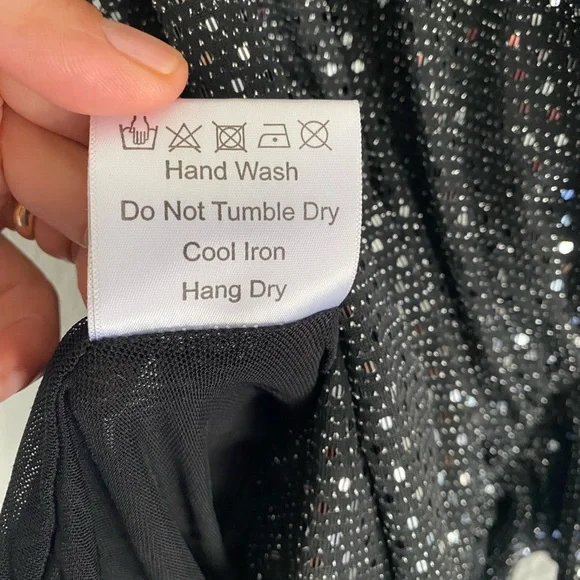 Hand Wash
Do Not Tumble Dry
Cool Iron
Hang Dry